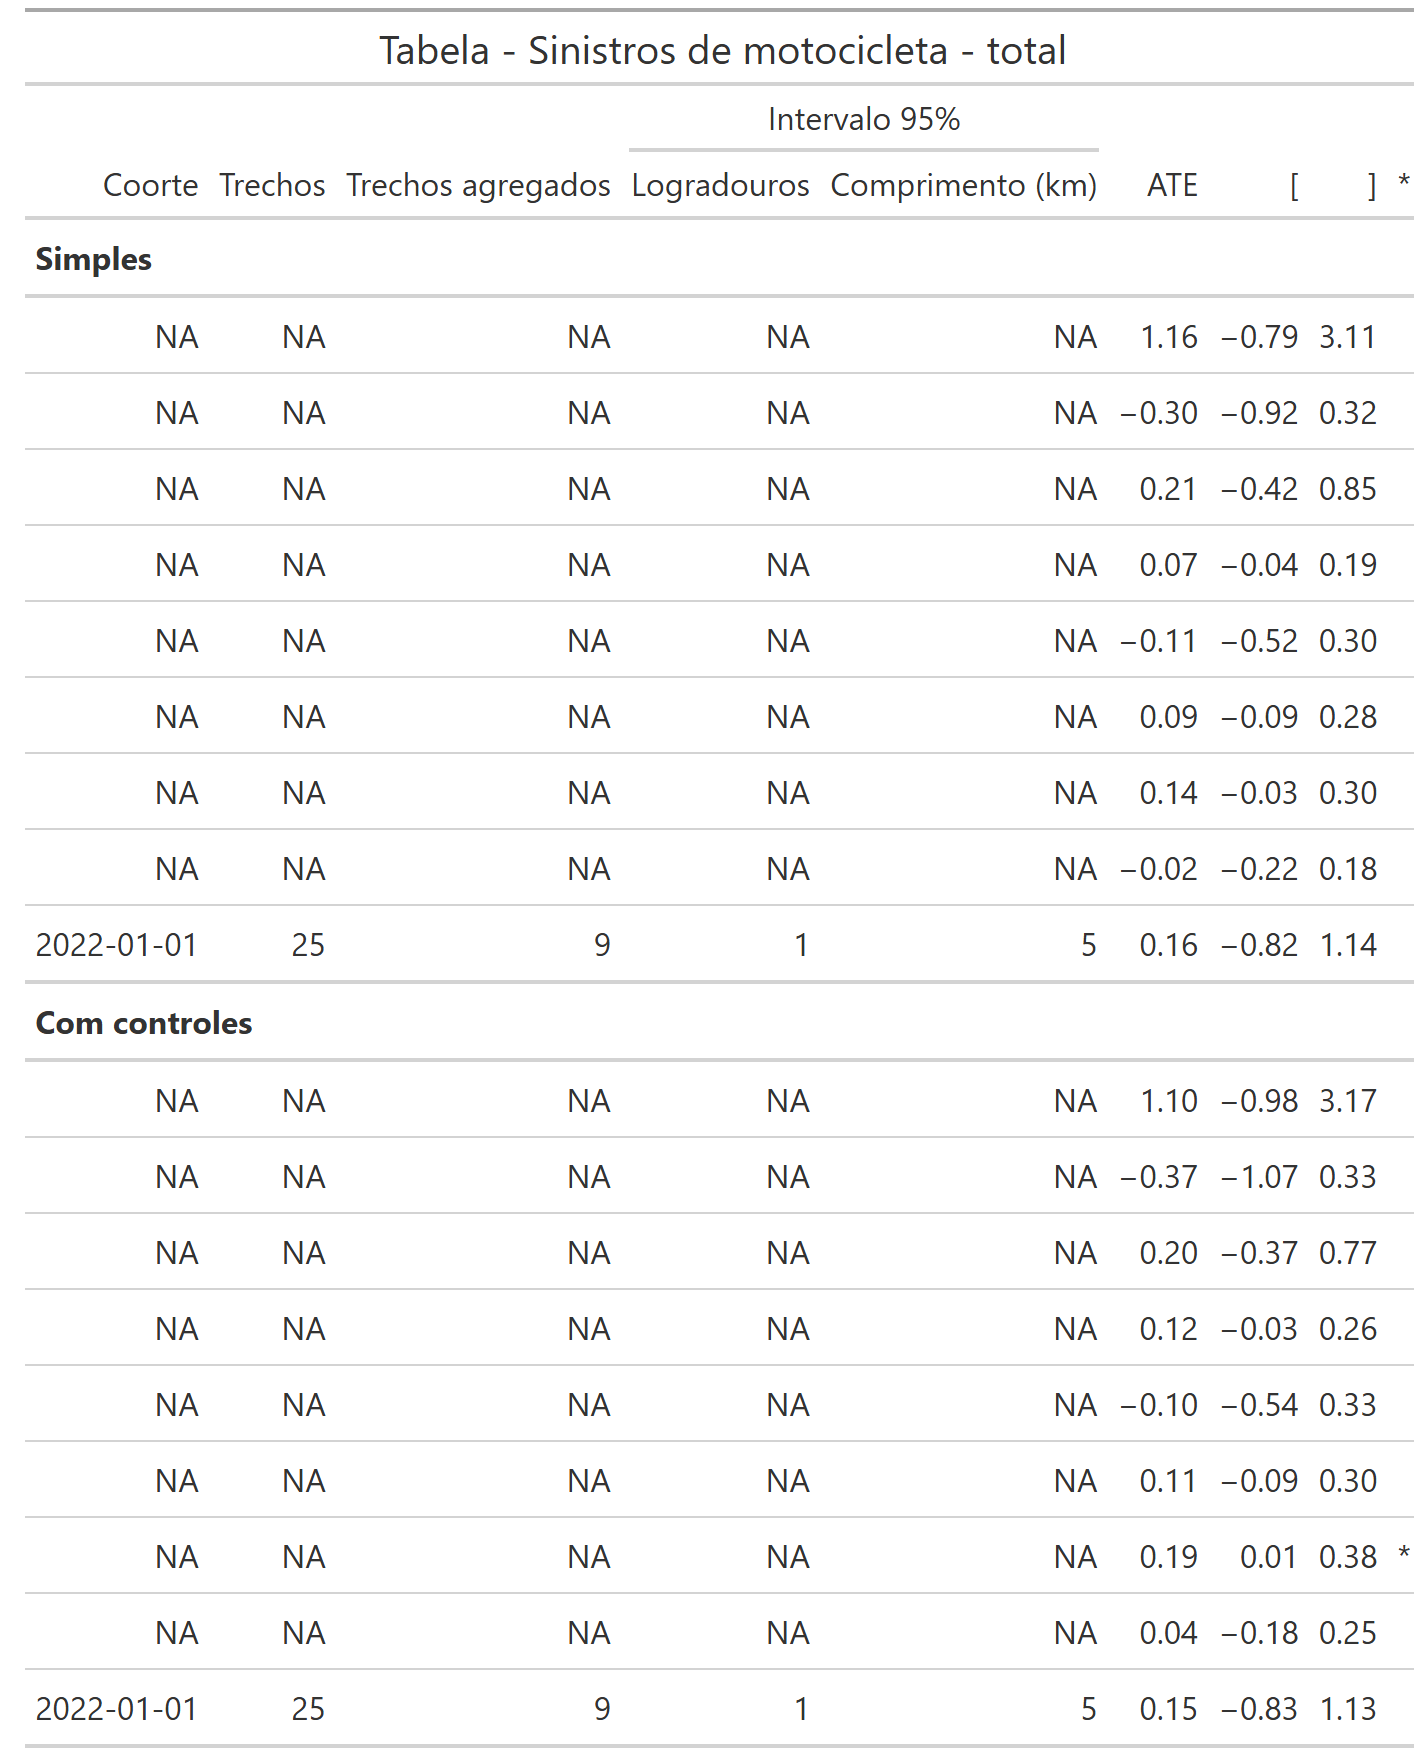 Tabela - Sinistros de motocicleta - total
Intervalo 95%
Coorte Trechos Trechos agregados Logradouros Comprimento (km) ATE [ ] *
Simples
NA NA NA NA NA 1.16 −0.79 3.11
NA NA NA NA NA −0.30 −0.92 0.32
NA NA NA NA NA 0.21 −0.42 0.85
NA NA NA NA NA 0.07 −0.04 0.19
NA NA NA NA NA −0.11 −0.52 0.30
NA NA NA NA NA 0.09 −0.09 0.28
NA NA NA NA NA 0.14 −0.03 0.30
NA NA NA NA NA −0.02 −0.22 0.18
2022-01-01 25 9 1 5 0.16 −0.82 1.14
Com controles
NA NA NA NA NA 1.10 −0.98 3.17
NA NA NA NA NA −0.37 −1.07 0.33
NA NA NA NA NA 0.20 −0.37 0.77
NA NA NA NA NA 0.12 −0.03 0.26
NA NA NA NA NA −0.10 −0.54 0.33
NA NA NA NA NA 0.11 −0.09 0.30
NA NA NA NA NA 0.19 0.01 0.38 *
NA NA NA NA NA 0.04 −0.18 0.25
2022-01-01 25 9 1 5 0.15 −0.83 1.13